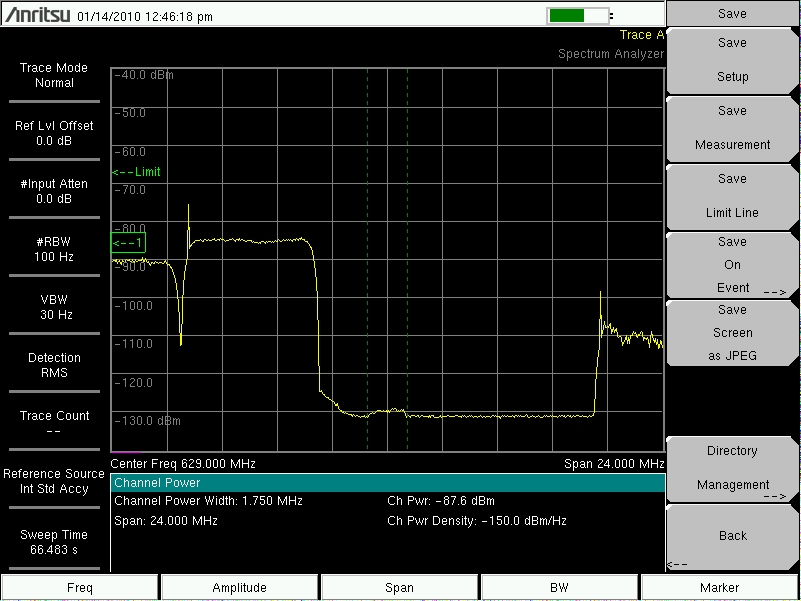 Anritsu 01/14/2010 12:46:18 pm
Save
Trace A
Spectrum Analyzer
Trace Mode
Normal
Ref Lvl Offset
0.0 dB
#Input Atten
0.0 dB
#RBW
100 Hz
VBW
30 Hz
Detection
RMS
Trace Count
--
Reference Source
Int Std Accy
Sweep Time
66.483 s
-40.0 dBm
-50.0
-60.0
<--Limit
-70.0
-80.0
<--1
-90.0
-100.0
-110.0
-120.0
-130.0 dBm
Center Freq 629.000 MHz
Span 24.000 MHz
Channel Power
Channel Power Width: 1.750 MHz
Ch Pwr: -87.6 dBm
Span: 24.000 MHz
Ch Pwr Density: -150.0 dBm/Hz
Save
Setup
Save
Measurement
Save
Limit Line
Save
On
Event
-->
Save
Screen
as JPEG
Directory
Management
-->
Back
<--
Freq
Amplitude
Span
BW
Marker